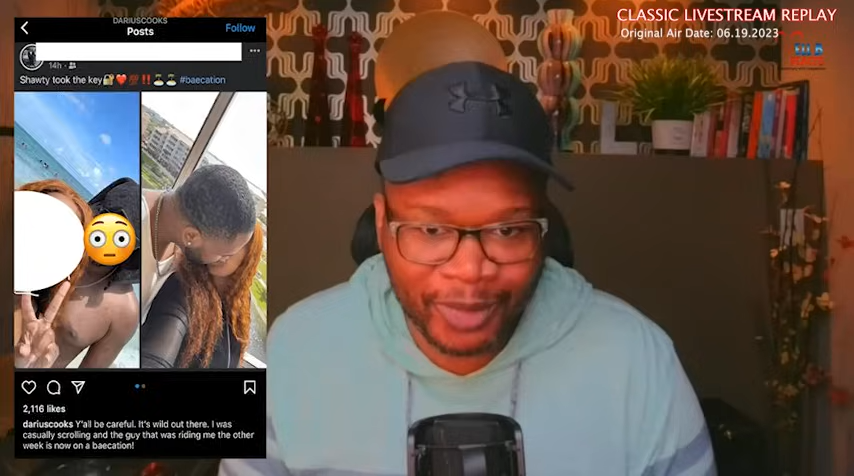 CLASSIC LIVESTREAM REPLAY
Original Air Date: 06.19.2023
DARIUSCOOKS
Posts
Follow
14h
Shawty took the key🔐❤️💯‼️🏝️🏝️ #baecation
2,116 likes
dariuscooks Y'all be careful. It's wild out there. I was
casually scrolling and the guy that was riding me the other
week is now on a baecation!
L